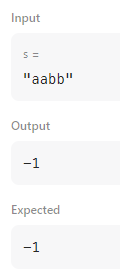 Input
s =
"aabb"
Output
-1
Expected
-1